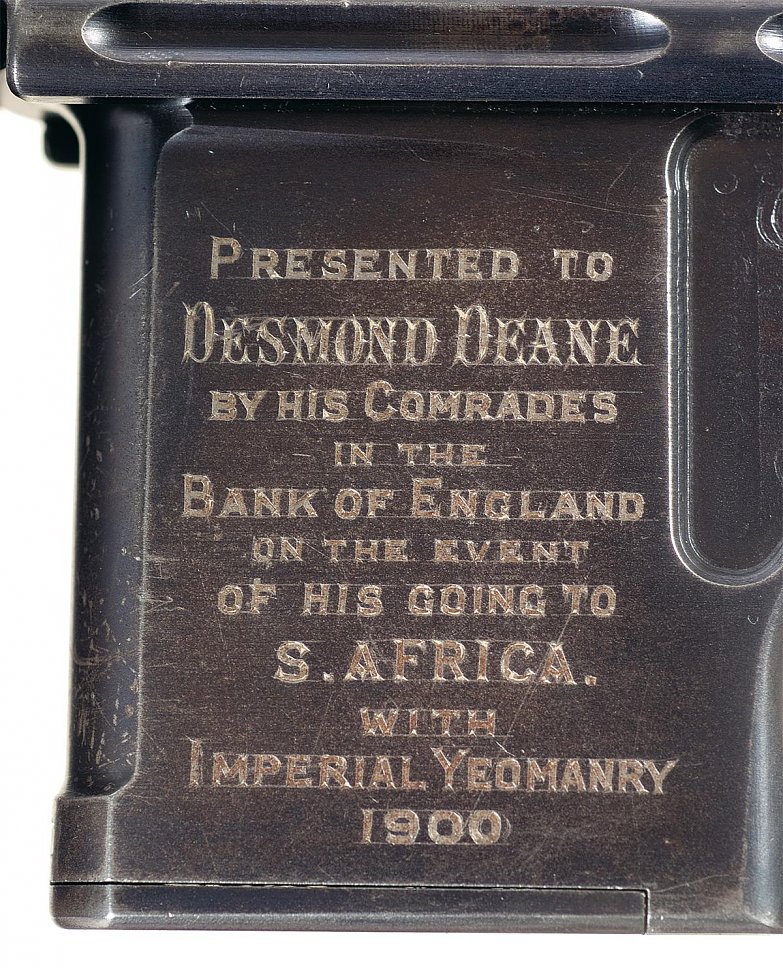 PRESENTED TO
DESMOND DEANE
BY HIS COMRADES
IN THE
BANK OF ENGLAND
ON THE EVENT
OF HIS GOING TO
S. AFRICA.
WITH
IMPERIAL YEOMANRY
1900